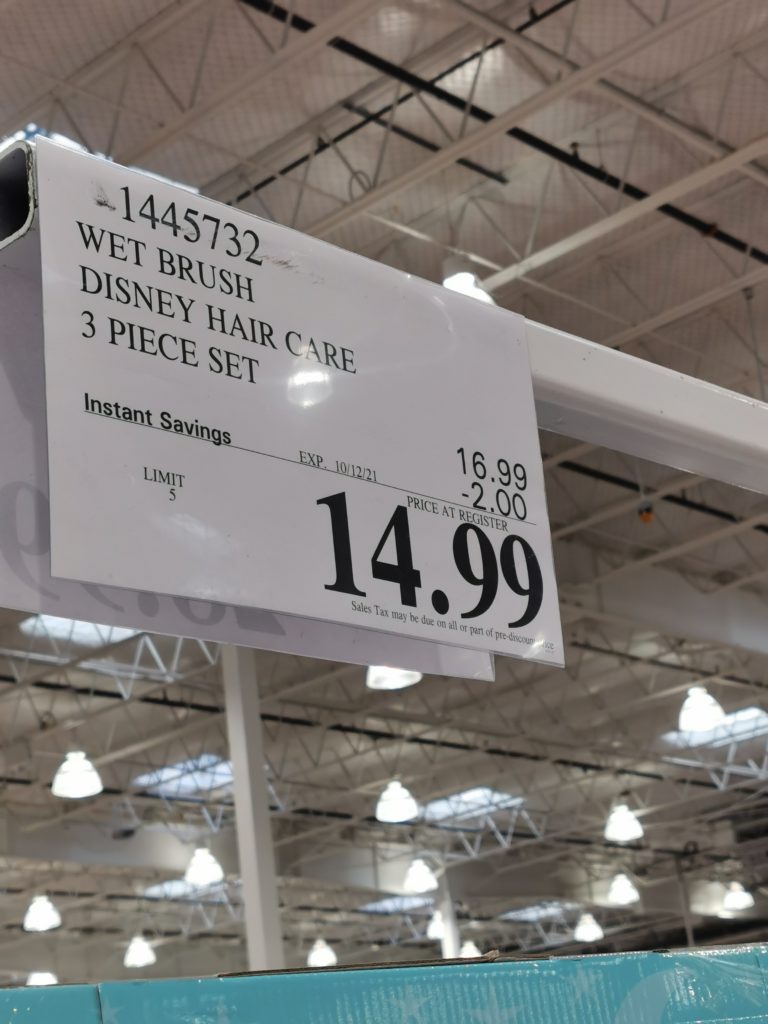 1445732
WET BRUSH
DISNEY HAIR CARE
3 PIECE SET
Instant Savings
EXP. 10/12/21
16.99
-2.00
LIMIT
5
PRICE AT REGISTER
14.99
Sales Tax may be due on all or part of pre-discount